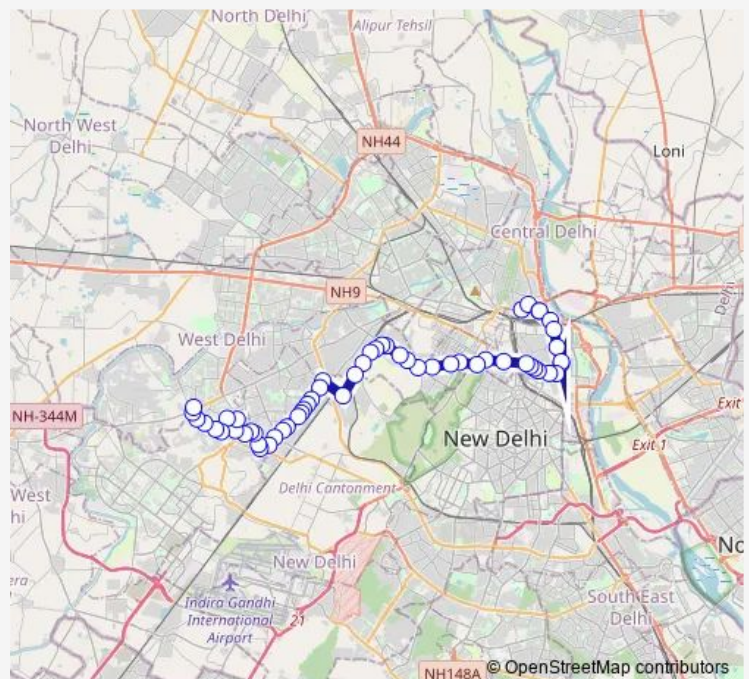 North Delhi
Alipur Tehsil
North West
Delhi
NH44
Loni
Central Delhi
NH9
Delhi
West Delhi
NH-344M
Exit
New Delhi
Exit 1
West
hi
Delhi Cantonment
No
New Delhi
era
Indira Gandhi
International
Airport
21
South East
Delhi
NH148A
© OpenStreetMap contributors